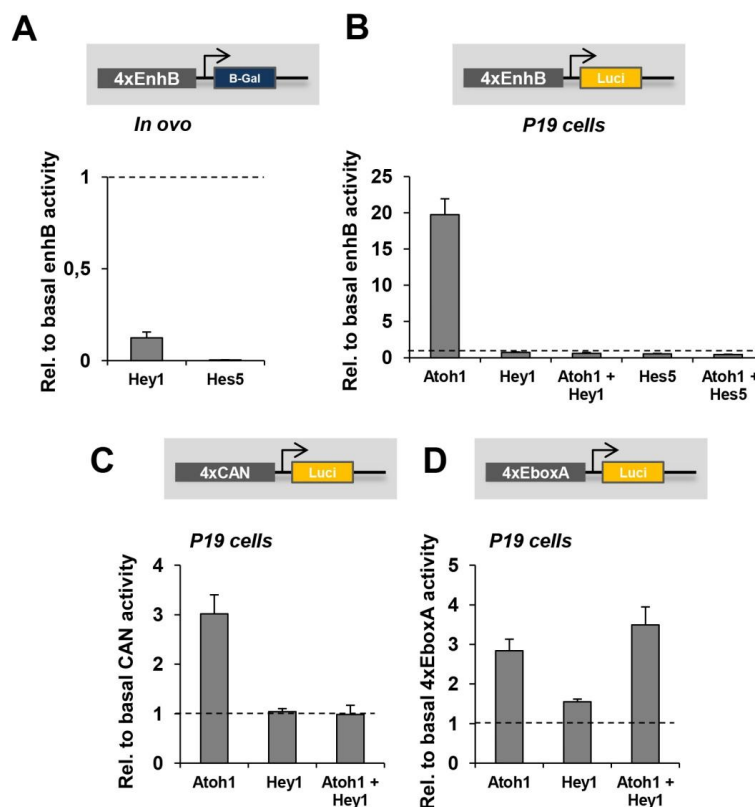 A
4xEnhB
B-Gal
In ovo
Rel. to basal enhB activity
1
0,5
0
Hey1
Hes5
B
4xEnhB
Luci
P19 cells
Rel. to basal enhB activity
25
20
15
10
5
0
Atoh1
Hey1
Atoh1 +
Hey1
Hes5
Atoh1 +
Hes5
C
4xCAN
Luci
P19 cells
Rel. to basal CAN activity
4
3
2
1
0
Atoh1
Hey1
Atoh1 +
Hey1
D
4xEboxA
Luci
P19 cells
Rel. to basal 4xEboxA activity
5
4
3
2
1
0
Atoh1
Hey1
Atoh1 +
Hey1